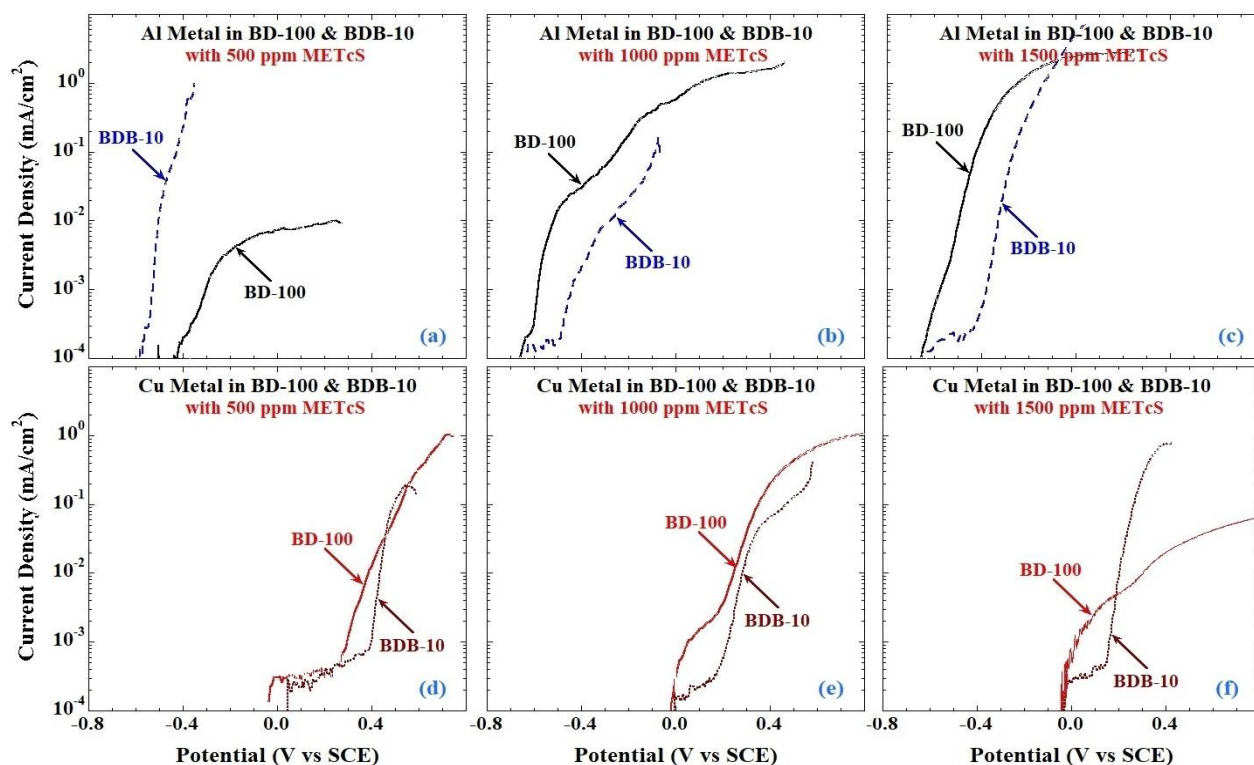 Al Metal in BD-100 & BDB-10
with 500 ppm METcS
BDB-10
BD-100
(a)
Al Metal in BD-100 & BDB-10
with 1000 ppm METcS
BD-100
BDB-10
(b)
Al Metal in BD-100 & BDB-10
with 1500 ppm METcS
BD-100
BDB-10
(c)
Current Density (mA/cm²)
10⁰
10⁻¹
10⁻²
10⁻³
10⁻⁴
Cu Metal in BD-100 & BDB-10
with 500 ppm METcS
BD-100
BDB-10
(d)
Cu Metal in BD-100 & BDB-10
with 1000 ppm METcS
BD-100
BDB-10
(e)
Cu Metal in BD-100 & BDB-10
with 1500 ppm METcS
BD-100
BDB-10
(f)
Current Density (mA/cm²)
10⁰
10⁻¹
10⁻²
10⁻³
10⁻⁴
-0.8 -0.4 0.0 0.4 -0.8 -0.4 0.0 0.4 -0.8 -0.4 0.0 0.4
Potential (V vs SCE) Potential (V vs SCE) Potential (V vs SCE)